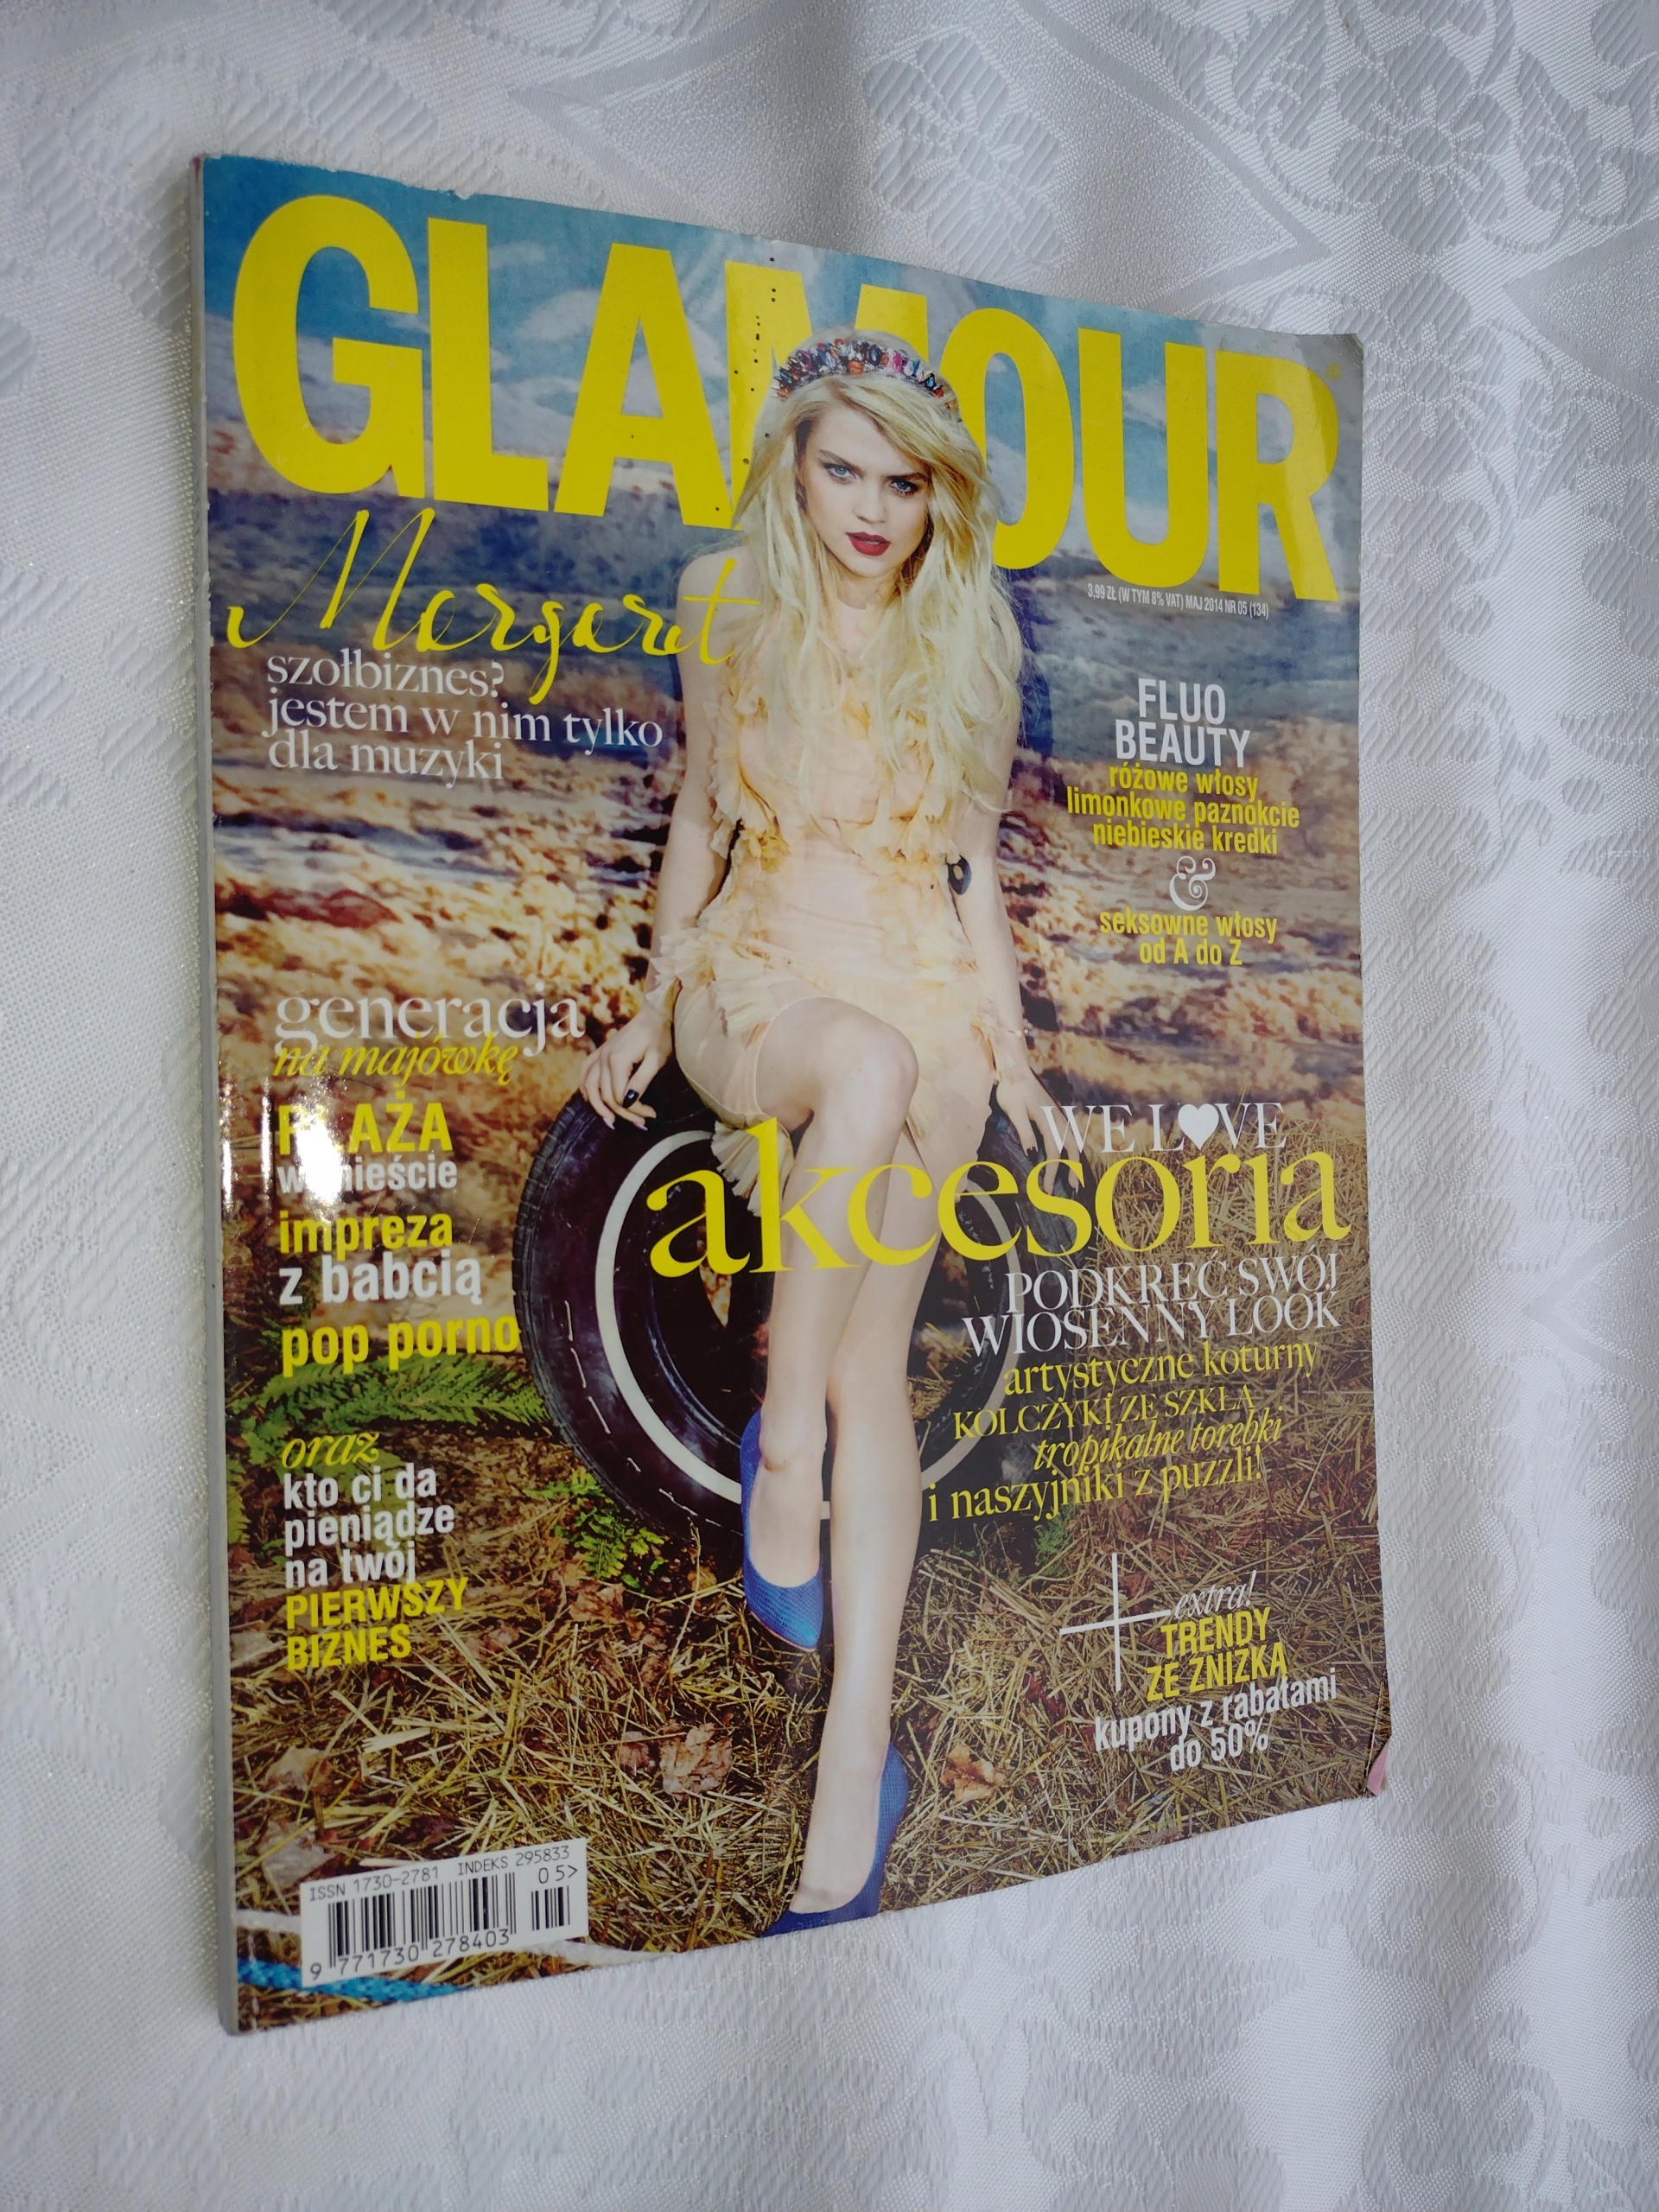 GLAMOUR
3,99 ZŁ (W TYM 8% VAT) MAJ 2014 NR 05 (134)
Margaret
szołbiznes?
jestem w nim tylko
dla muzyki
FLUO
BEAUTY
różowe włosy
limonkowe paznokcie
niebieskie kredki
&
seksowne włosy
od A do Z
generacja
na majówkę
PLAŻA
w mieście
impreza
z babcią
pop porno
oraz
kto ci da
pieniądze
na twój
PIERWSZY
BIZNES
WE L♥VE
akcesoria
PODKRĘĆ SWÓJ
WIOSENNY LOOK
artystyczne koturny
KOLCZYKI ZE SZKŁA
tropikalne torebki
i naszyjniki z puzzli!
+ extra!
TRENDY
ZE ZNIŻKĄ
kupony z rabatami
do 50%
ISSN 1730-2781 INDEKS 295833
05>
9 771730 278403